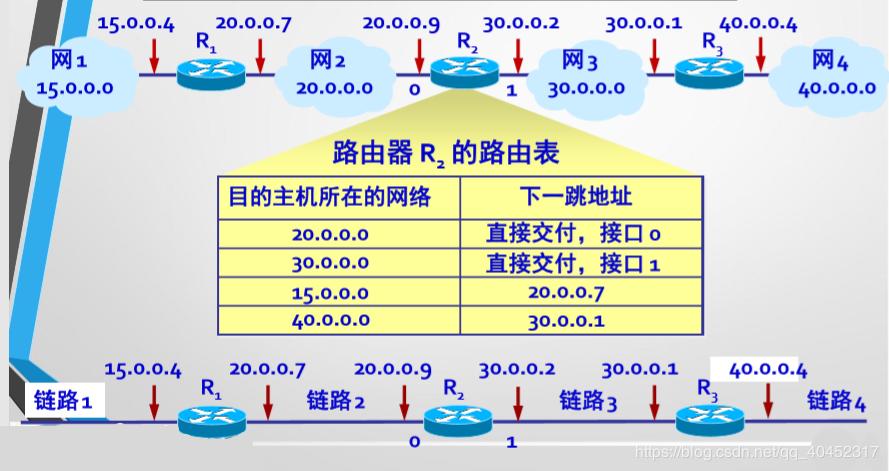 15.0.0.4 20.0.0.7 20.0.0.9 30.0.0.2 30.0.0.1 40.0.0.4
R1 R2 R3
网1 网2 网3 网4
15.0.0.0 20.0.0.0 30.0.0.0 40.0.0.0
0 1
路由器 R2 的路由表
目的主机所在的网络 下一跳地址
20.0.0.0 直接交付，接口 0
30.0.0.0 直接交付，接口 1
15.0.0.0 20.0.0.7
40.0.0.0 30.0.0.1
15.0.0.4 20.0.0.7 20.0.0.9 30.0.0.2 30.0.0.1 40.0.0.4
R1 R2 R3
链路1 链路2 链路3 链路4
0 1
https://blog.csdn.net/qq_40452317